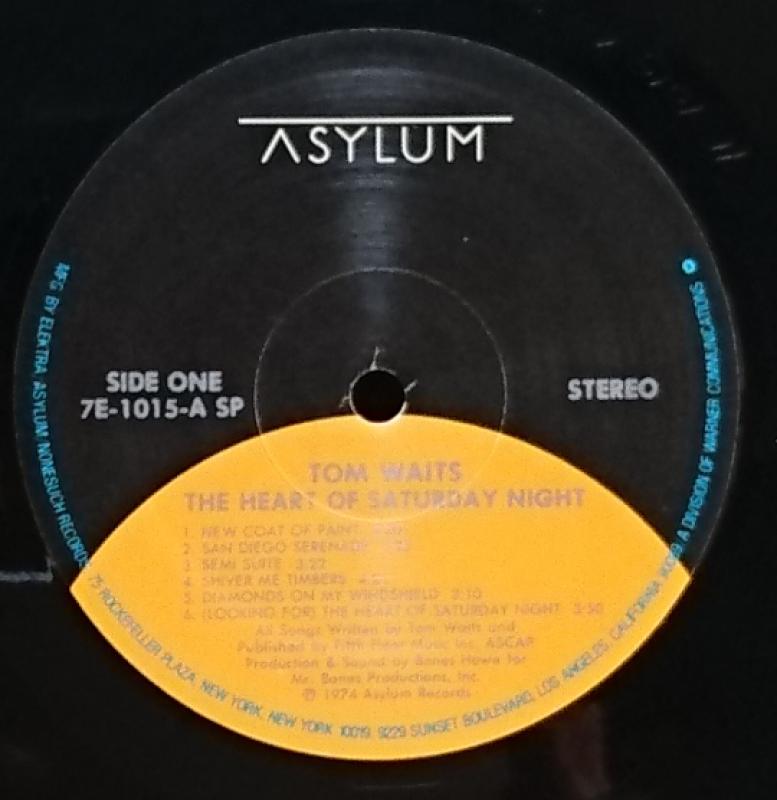 ASYLUM
SIDE ONE
7E-1015-A SP
STEREO
TOM WAITS
THE HEART OF SATURDAY NIGHT
1. NEW COAT OF PAINT
2. SAN DIEGO SERENADE
3. SEMI SUITE 3:22
4. SHIVER ME TIMBERS
5. DIAMONDS ON MY WINDSHIELD 3:10
6. (LOOKING FOR) THE HEART OF SATURDAY NIGHT 3:50
All Songs Written by Tom Waits and
Published by Fifth Floor Music Inc. ASCAP
Production & Sound by Bones Howe for
Mr. Bones Productions, Inc.
℗ 1974 Asylum Records
MFG BY ELEKTRA ASYLUM NONESUCH RECORDS 75 ROCKEFELLER PLAZA, NEW YORK, NEW YORK 10019 9229 SUNSET BOULEVARD, LOS ANGELES, CALIFORNIA A DIVISION OF WARNER COMMUNICATIONS